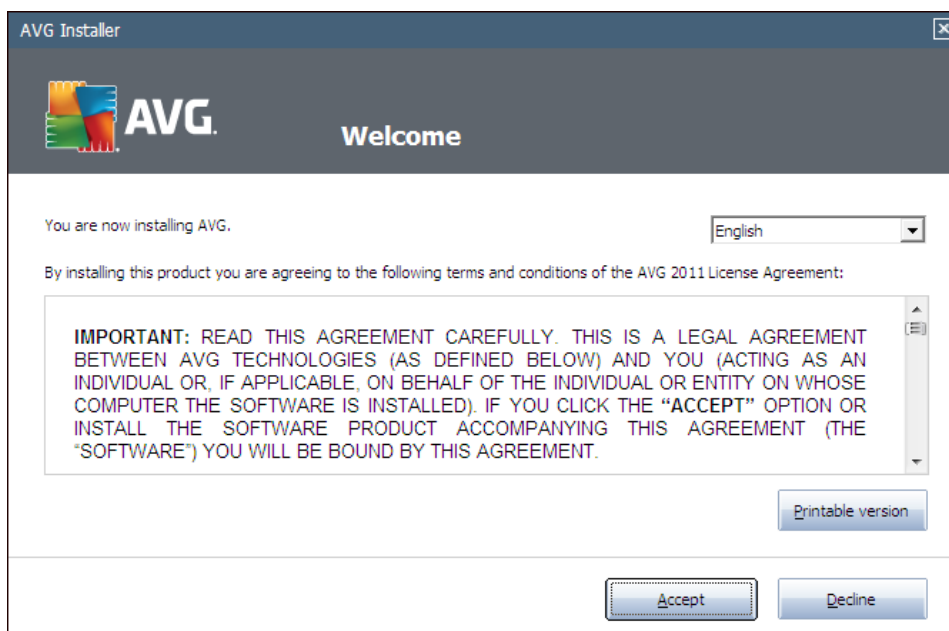 AVG Installer
AVG.
Welcome
You are now installing AVG.
English
By installing this product you are agreeing to the following terms and conditions of the AVG 2011 License Agreement:
IMPORTANT: READ THIS AGREEMENT CAREFULLY. THIS IS A LEGAL AGREEMENT
BETWEEN AVG TECHNOLOGIES (AS DEFINED BELOW) AND YOU (ACTING AS AN
INDIVIDUAL OR, IF APPLICABLE, ON BEHALF OF THE INDIVIDUAL OR ENTITY ON WHOSE
COMPUTER THE SOFTWARE IS INSTALLED). IF YOU CLICK THE “ACCEPT” OPTION OR
INSTALL THE SOFTWARE PRODUCT ACCOMPANYING THIS AGREEMENT (THE
“SOFTWARE”) YOU WILL BE BOUND BY THIS AGREEMENT.
Printable version
Accept
Decline